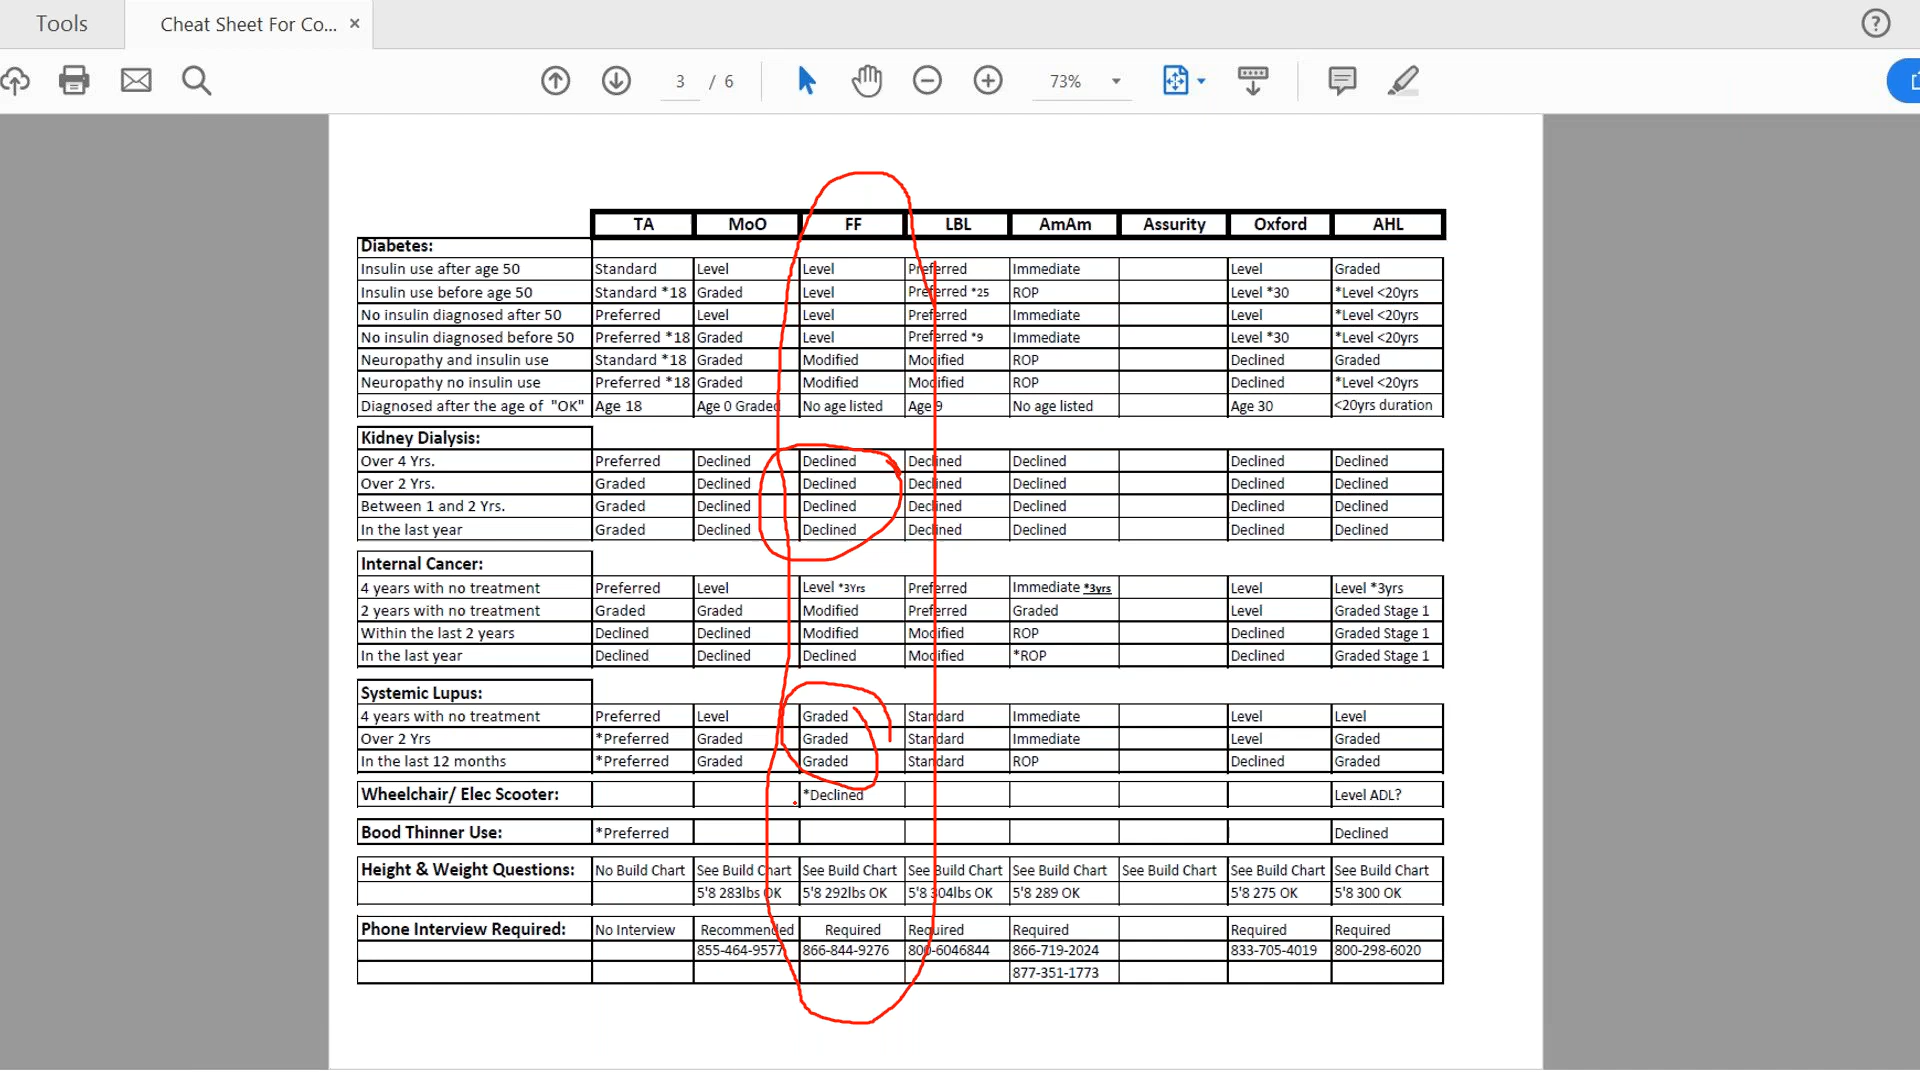 Tools Cheat Sheet For Co... × ?
3 / 6 73%
TA MoO FF LBL AmAm Assurity Oxford AHL
Diabetes:
Insulin use after age 50 Standard Level Level Preferred Immediate Level Graded
Insulin use before age 50 Standard *18 Graded Level Preferred *25 ROP Level *30 *Level <20yrs
No insulin diagnosed after 50 Preferred Level Level Preferred Immediate Level *Level <20yrs
No insulin diagnosed before 50 Preferred *18 Graded Level Preferred *9 Immediate Level *30 *Level <20yrs
Neuropathy and insulin use Standard *18 Graded Modified Modified ROP Declined Graded
Neuropathy no insulin use Preferred *18 Graded Modified Modified ROP Declined *Level <20yrs
Diagnosed after the age of "OK" Age 18 Age 0 Graded No age listed Age 9 No age listed Age 30 <20yrs duration
Kidney Dialysis:
Over 4 Yrs. Preferred Declined Declined Declined Declined Declined Declined
Over 2 Yrs. Graded Declined Declined Declined Declined Declined Declined
Between 1 and 2 Yrs. Graded Declined Declined Declined Declined Declined Declined
In the last year Graded Declined Declined Declined Declined Declined Declined
Internal Cancer:
4 years with no treatment Preferred Level Level *3Yrs Preferred Immediate *3yrs Level Level *3yrs
2 years with no treatment Graded Graded Modified Preferred Graded Level Graded Stage 1
Within the last 2 years Declined Declined Modified Modified ROP Declined Graded Stage 1
In the last year Declined Declined Declined Modified *ROP Declined Graded Stage 1
Systemic Lupus:
4 years with no treatment Preferred Level Graded Standard Immediate Level Level
Over 2 Yrs *Preferred Graded Graded Standard Immediate Level Graded
In the last 12 months *Preferred Graded Graded Standard ROP Declined Graded
Wheelchair/ Elec Scooter: *Declined Level ADL?
Bood Thinner Use: *Preferred Declined
Height & Weight Questions: No Build Chart See Build Chart See Build Chart See Build Chart See Build Chart See Build Chart See Build Chart See Build Chart
5'8 283lbs OK 5'8 292lbs OK 5'8 304lbs OK 5'8 289 OK 5'8 275 OK 5'8 300 OK
Phone Interview Required: No Interview Recommended Required Required Required Required Required
855-464-9577 866-844-9276 800-6046844 866-719-2024 833-705-4019 800-298-6020
877-351-1773